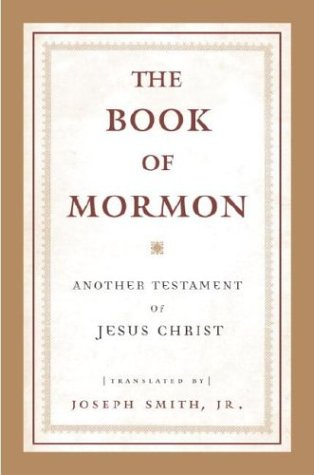 THE
BOOK
OF
MORMON
ANOTHER TESTAMENT
of
JESUS CHRIST
[TRANSLATED BY]
JOSEPH SMITH, JR.